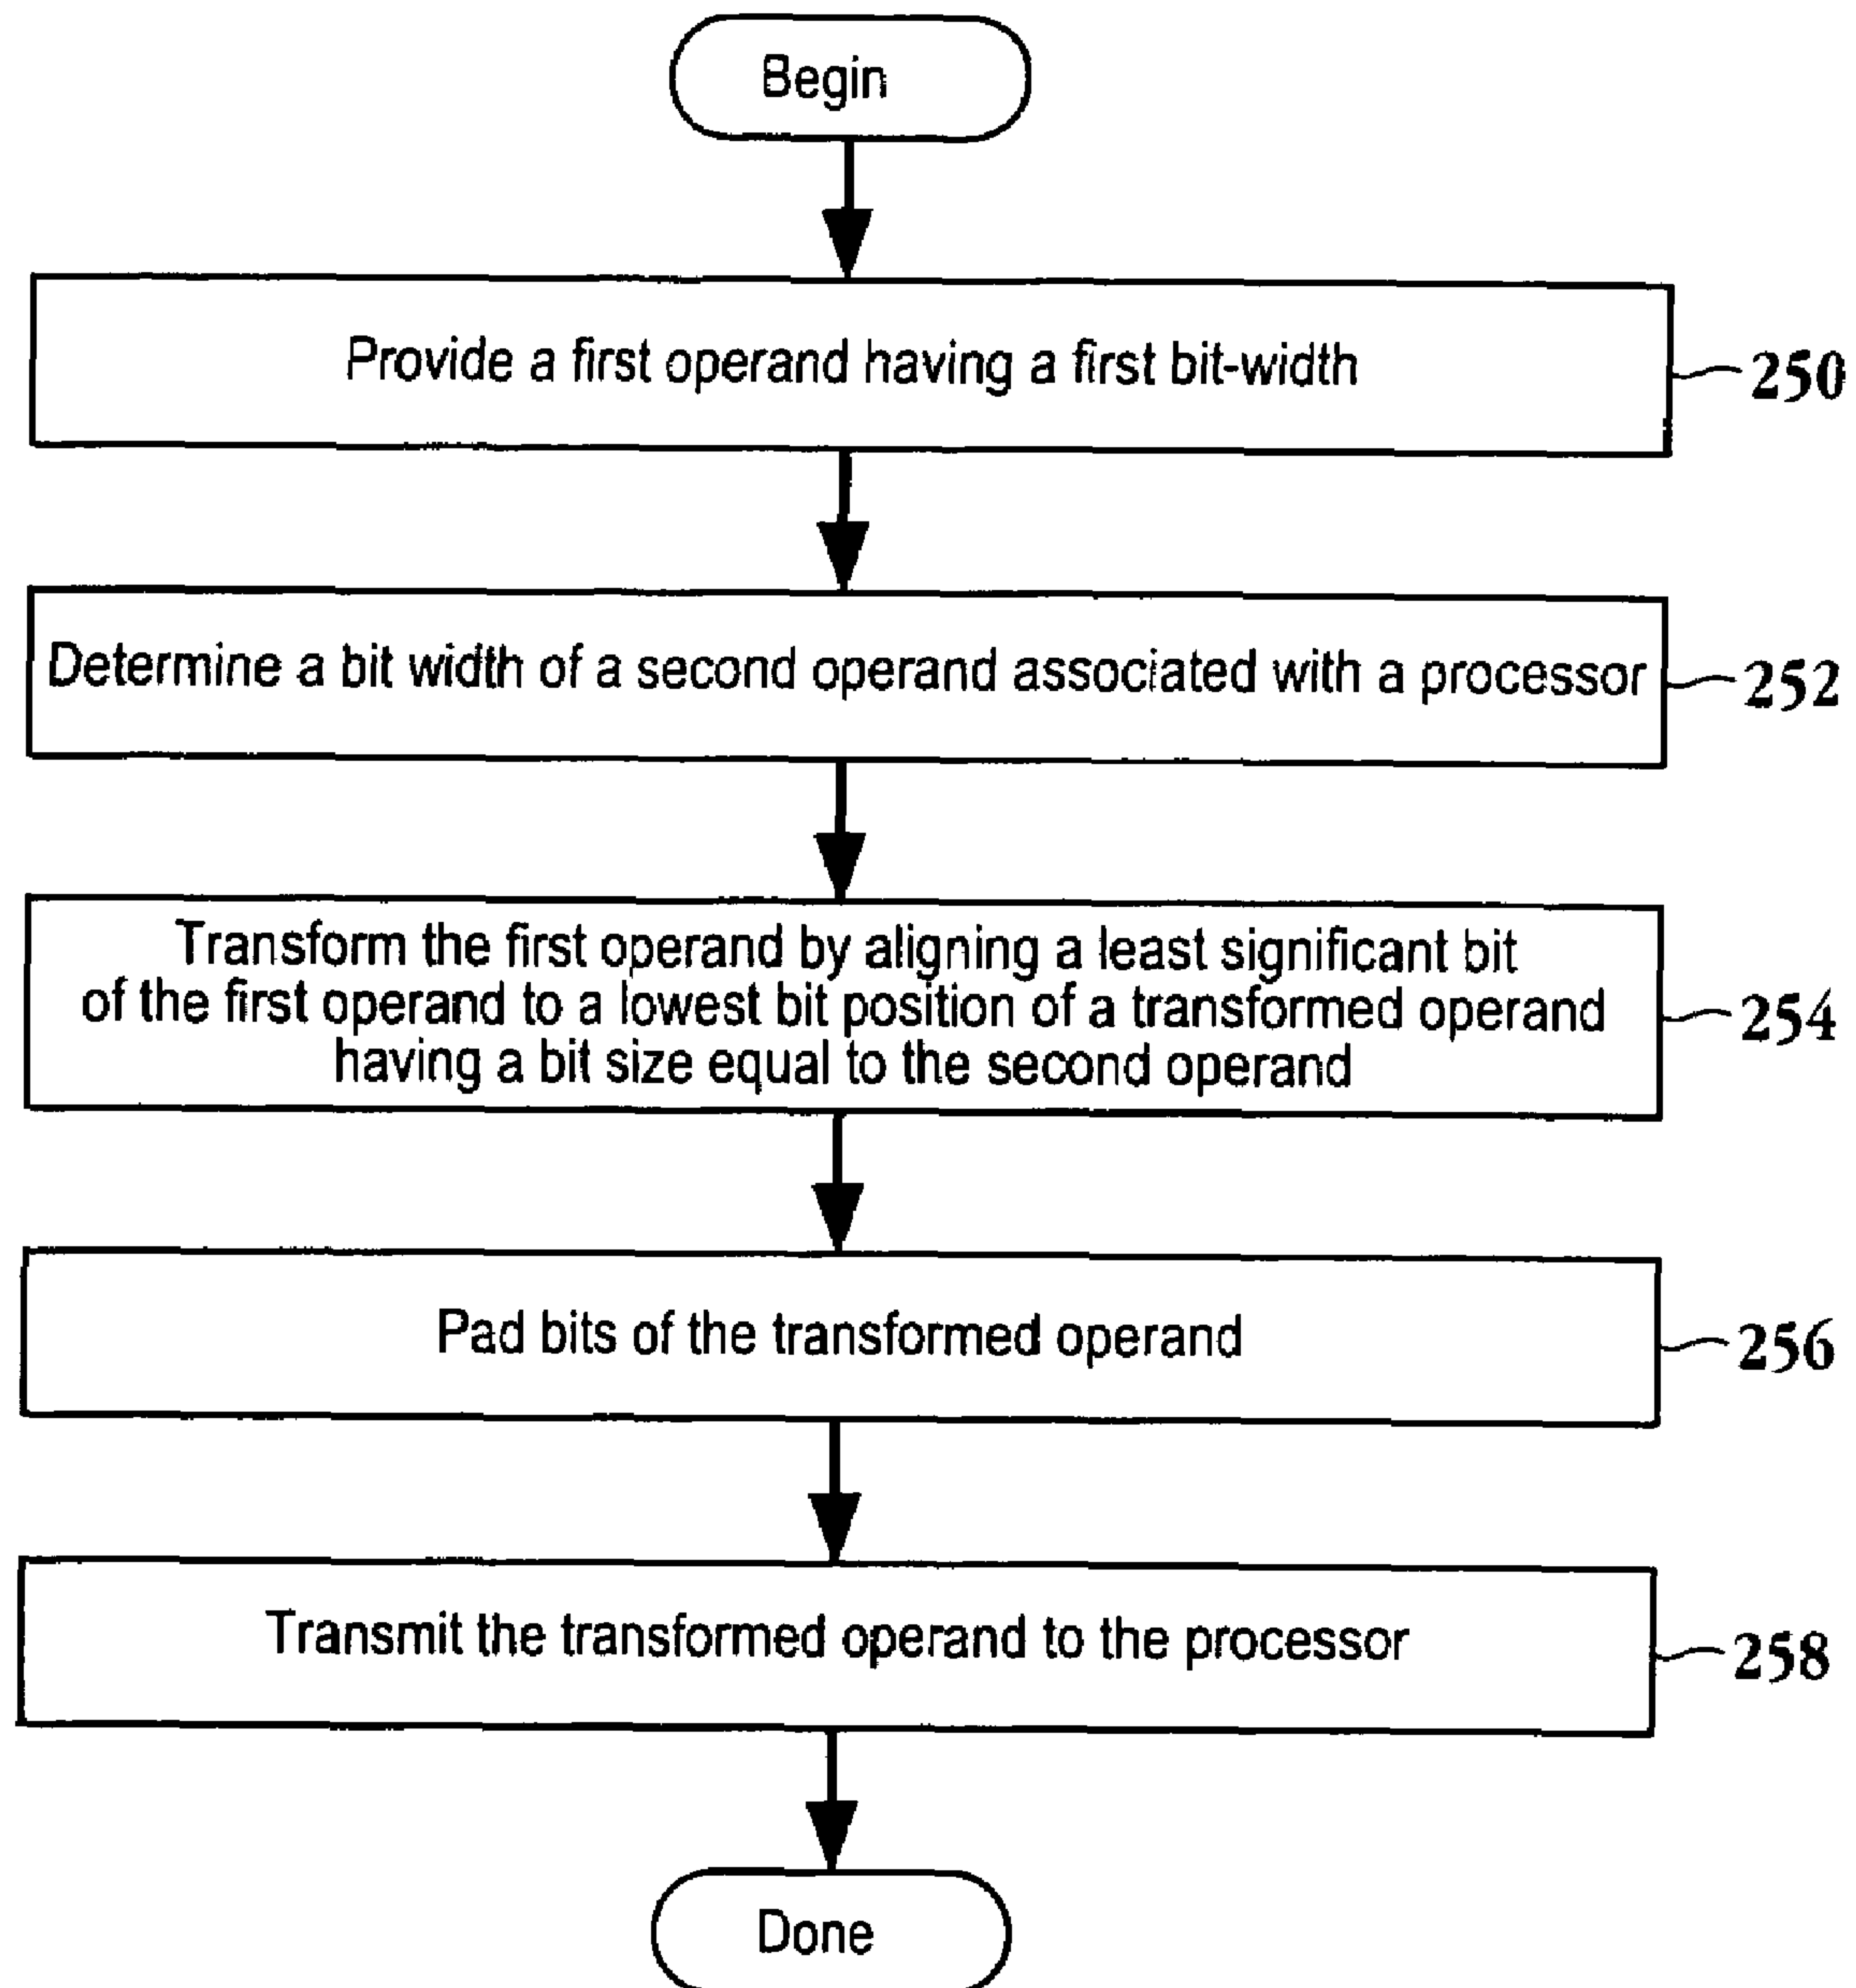 Begin
Provide a first operand having a first bit-width
250
Determine a bit width of a second operand associated with a processor
252
Transform the first operand by aligning a least significant bit
of the first operand to a lowest bit position of a transformed operand
having a bit size equal to the second operand
254
Pad bits of the transformed operand
256
Transmit the transformed operand to the processor
258
Done